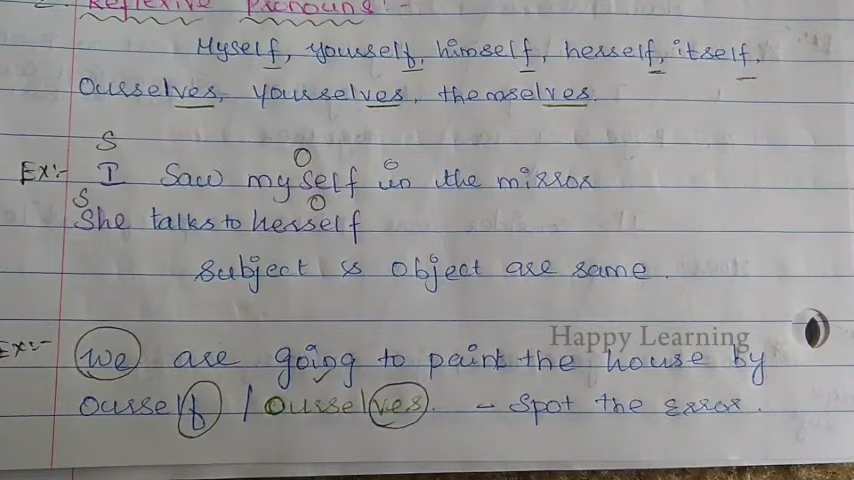 Reflexive Pronouns:-
Myself, yourself, himself, herself, itself,
Ourselves, yourselves, themselves.
S
O
Ex:- I saw myself in the mirror
S
O
She talks to herself
Subject & object are same.
Happy Learning
Ex:- We are going to paint the house by
ourself / ourselves. - Spot the Error.